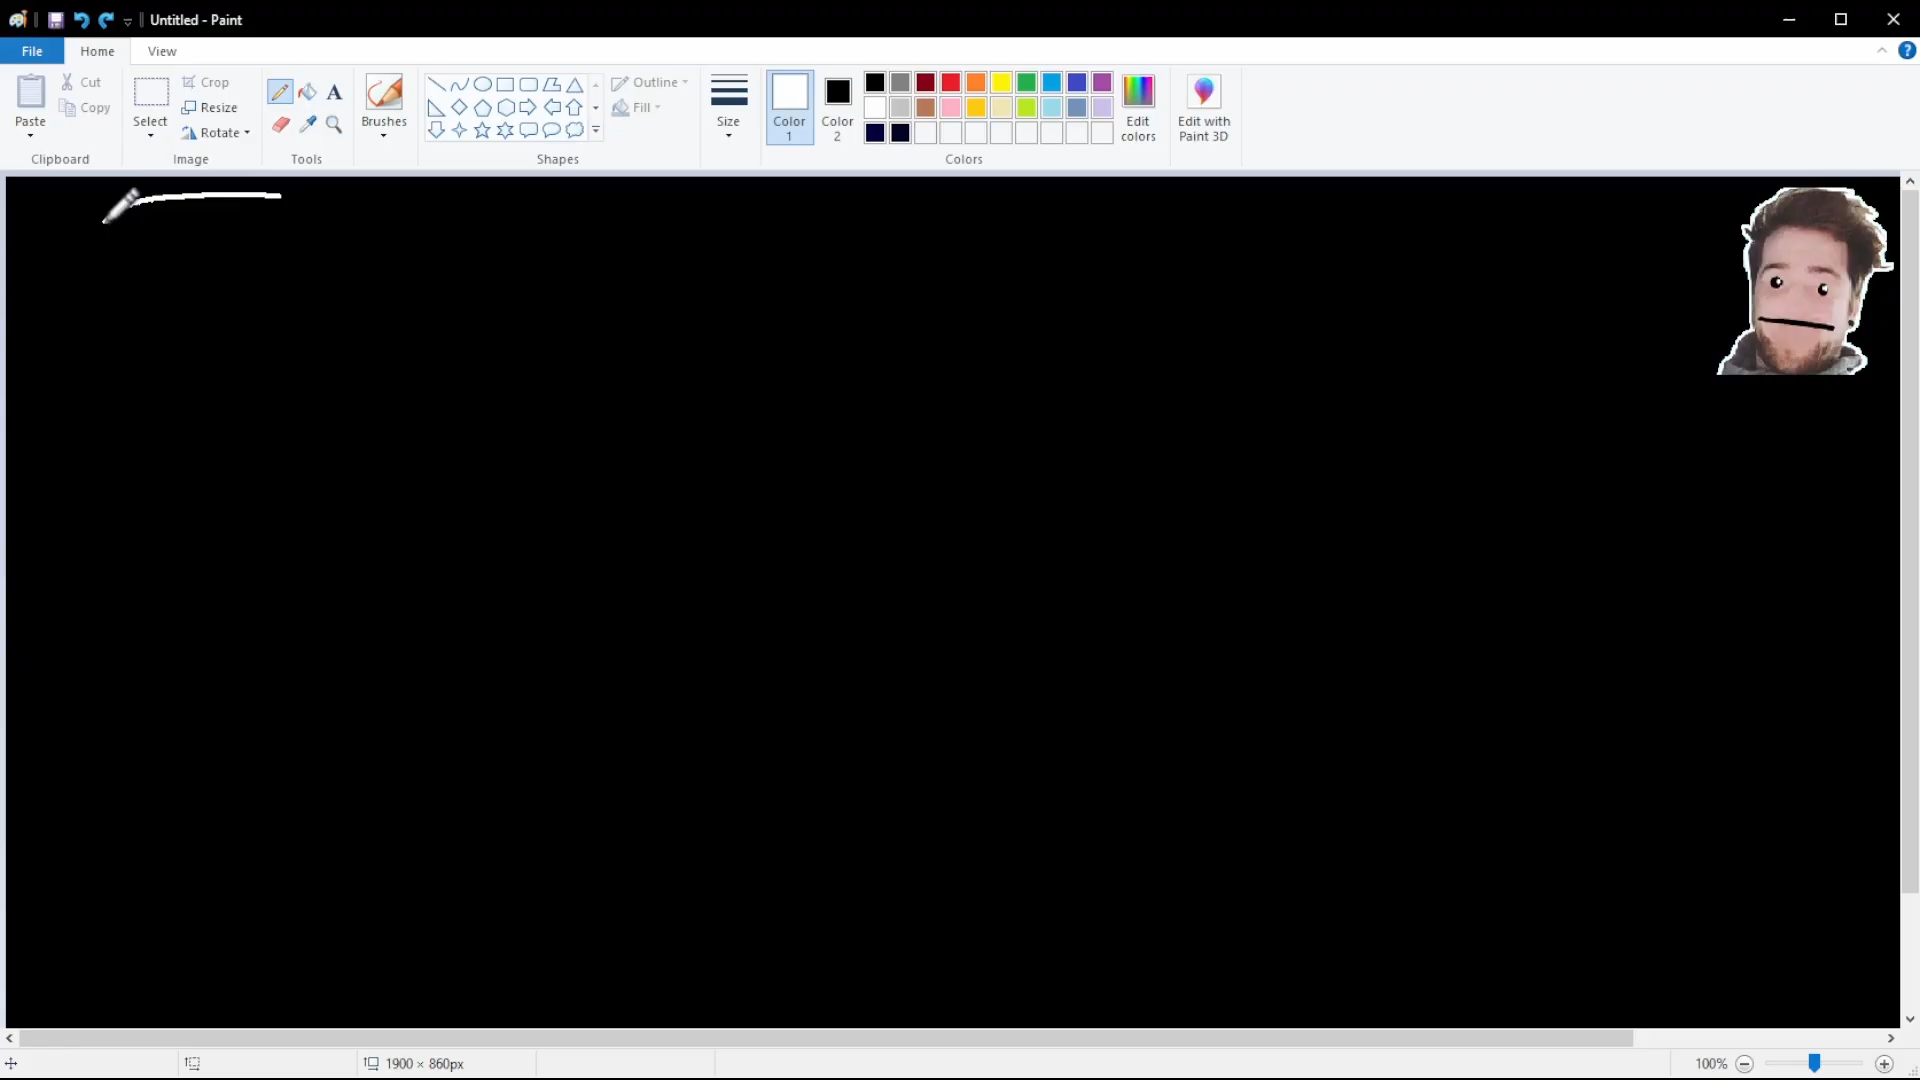 Untitled - Paint
File Home View
Paste
Cut
Copy
Clipboard
Select
Crop
Resize
Rotate
Image
A
Tools
Brushes
Outline
Fill
Shapes
Size
Color 1
Color 2
Colors
Edit colors
Edit with Paint 3D
?
1900 × 860px
100%